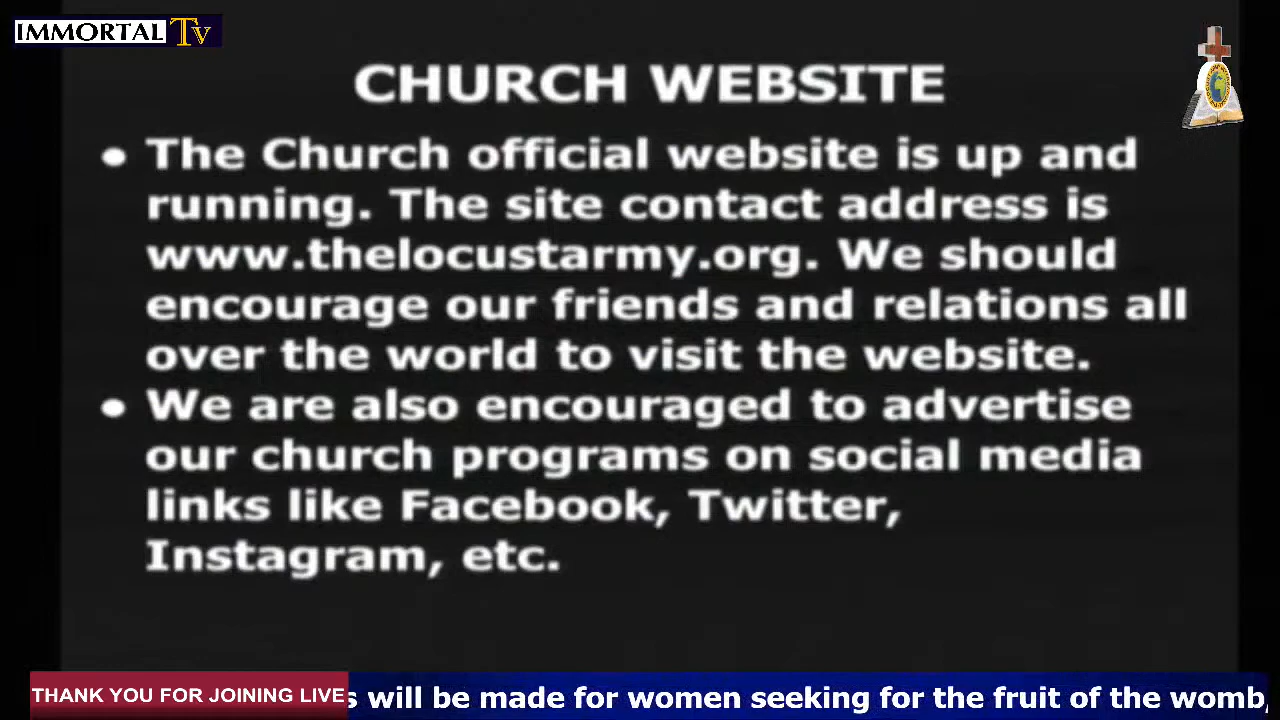 IMMORTAL Tv
CHURCH WEBSITE
• The Church official website is up and
running. The site contact address is
www.thelocustarmy.org. We should
encourage our friends and relations all
over the world to visit the website.
• We are also encouraged to advertise
our church programs on social media
links like Facebook, Twitter,
Instagram, etc.
THANK YOU FOR JOINING LIVE s will be made for women seeking for the fruit of the womb,